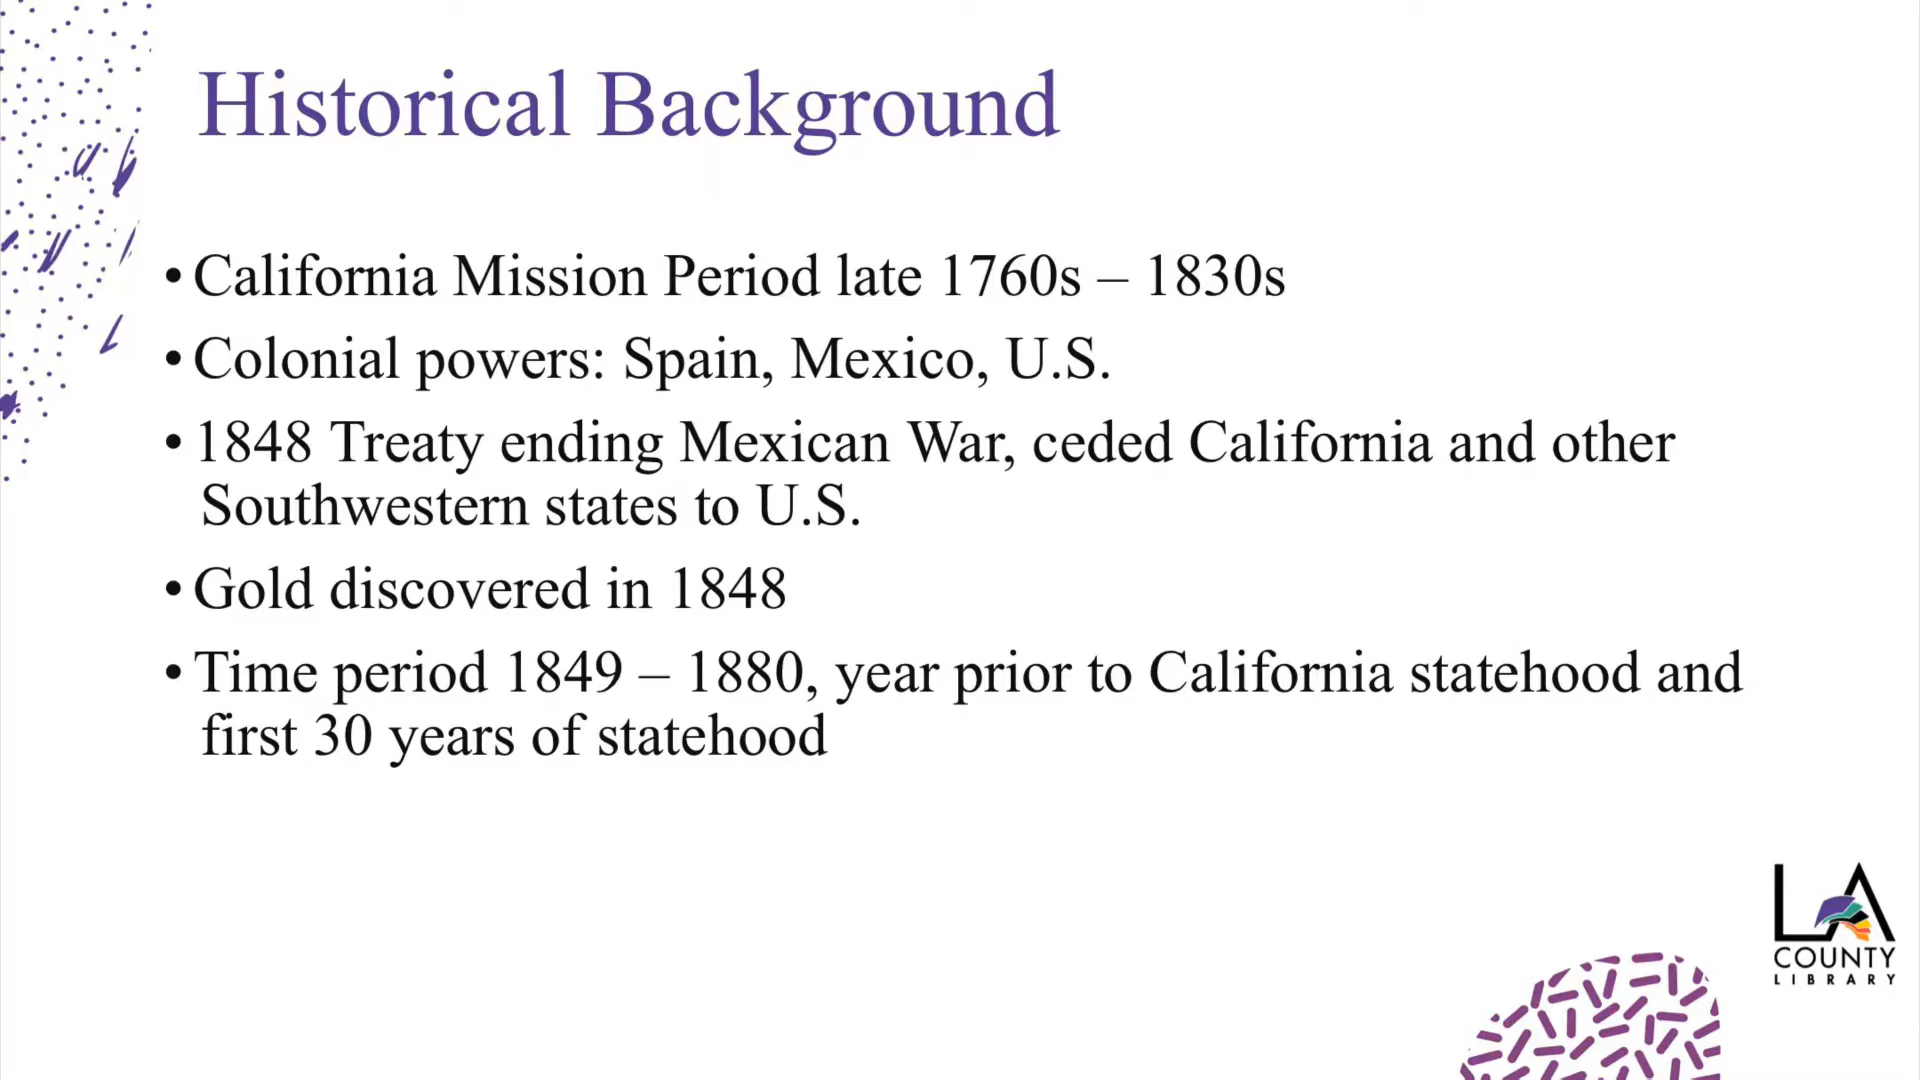 Historical Background
• California Mission Period late 1760s – 1830s
• Colonial powers: Spain, Mexico, U.S.
• 1848 Treaty ending Mexican War, ceded California and other
Southwestern states to U.S.
• Gold discovered in 1848
• Time period 1849 – 1880, year prior to California statehood and
first 30 years of statehood
LA
COUNTY
LIBRARY